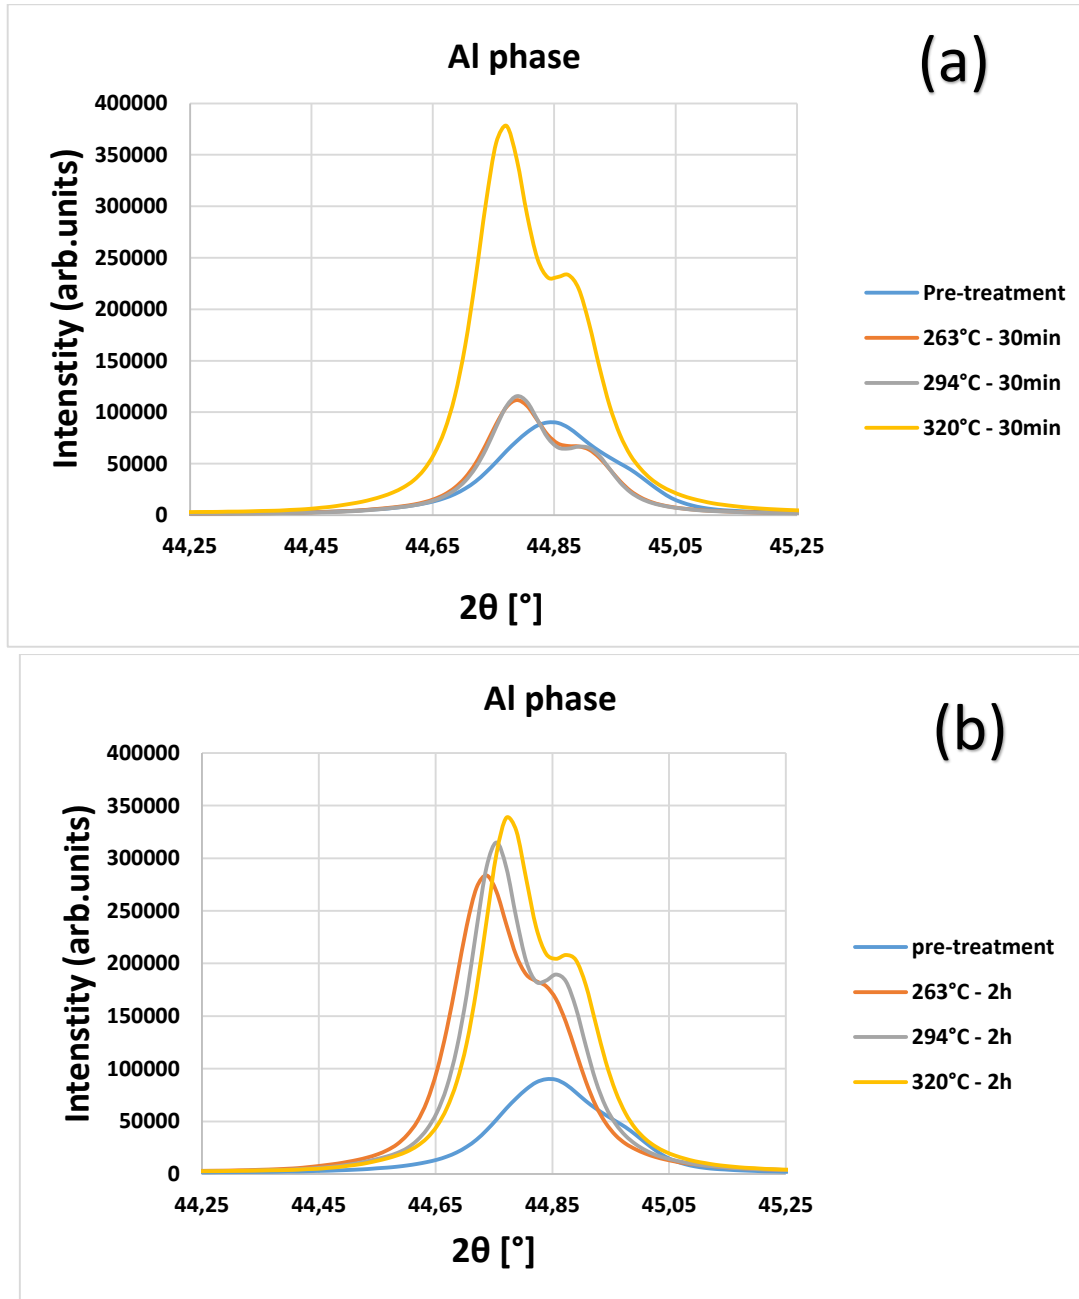 Al phase
(a)
Intenstity (arb.units)
400000
350000
300000
250000
200000
150000
100000
50000
0
44,25 44,45 44,65 44,85 45,05 45,25
2θ [°]
Pre-treatment
263°C - 30min
294°C - 30min
320°C - 30min
Al phase
(b)
Intenstity (arb.units)
400000
350000
300000
250000
200000
150000
100000
50000
0
44,25 44,45 44,65 44,85 45,05 45,25
2θ [°]
pre-treatment
263°C - 2h
294°C - 2h
320°C - 2h